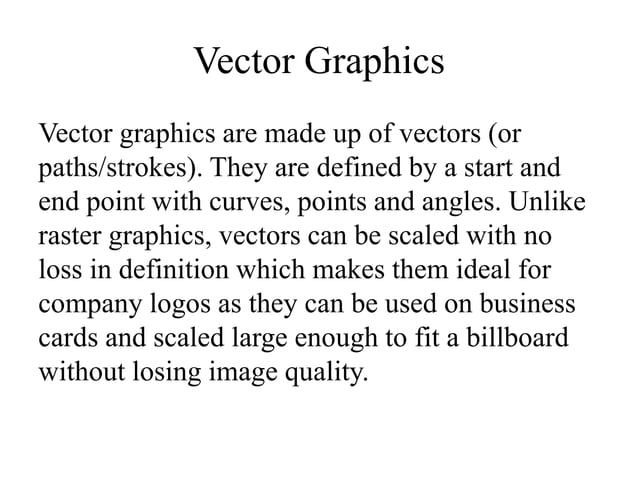 Vector Graphics
Vector graphics are made up of vectors (or
paths/strokes). They are defined by a start and
end point with curves, points and angles. Unlike
raster graphics, vectors can be scaled with no
loss in definition which makes them ideal for
company logos as they can be used on business
cards and scaled large enough to fit a billboard
without losing image quality.